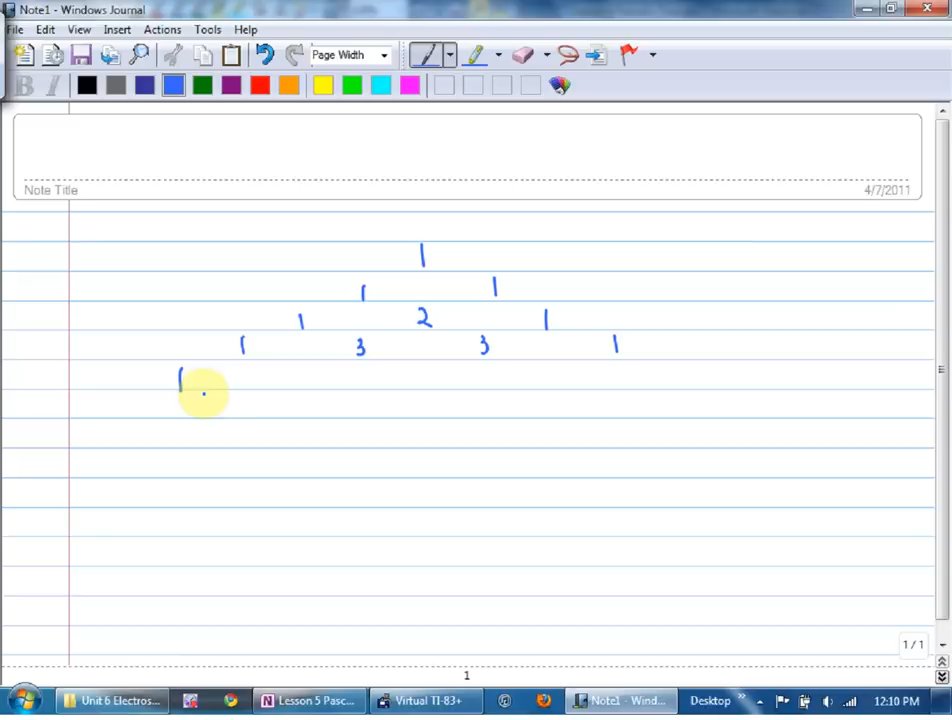 Note1 - Windows Journal
File Edit View Insert Actions Tools Help
Page Width
B I
Note Title 4/7/2011
1
1 1
1 2 1
1 3 3 1
1
1 / 1
1
Unit 6 Electros... Lesson 5 Pasc... Virtual TI-83+ Note1 - Wind... Desktop 12:10 PM